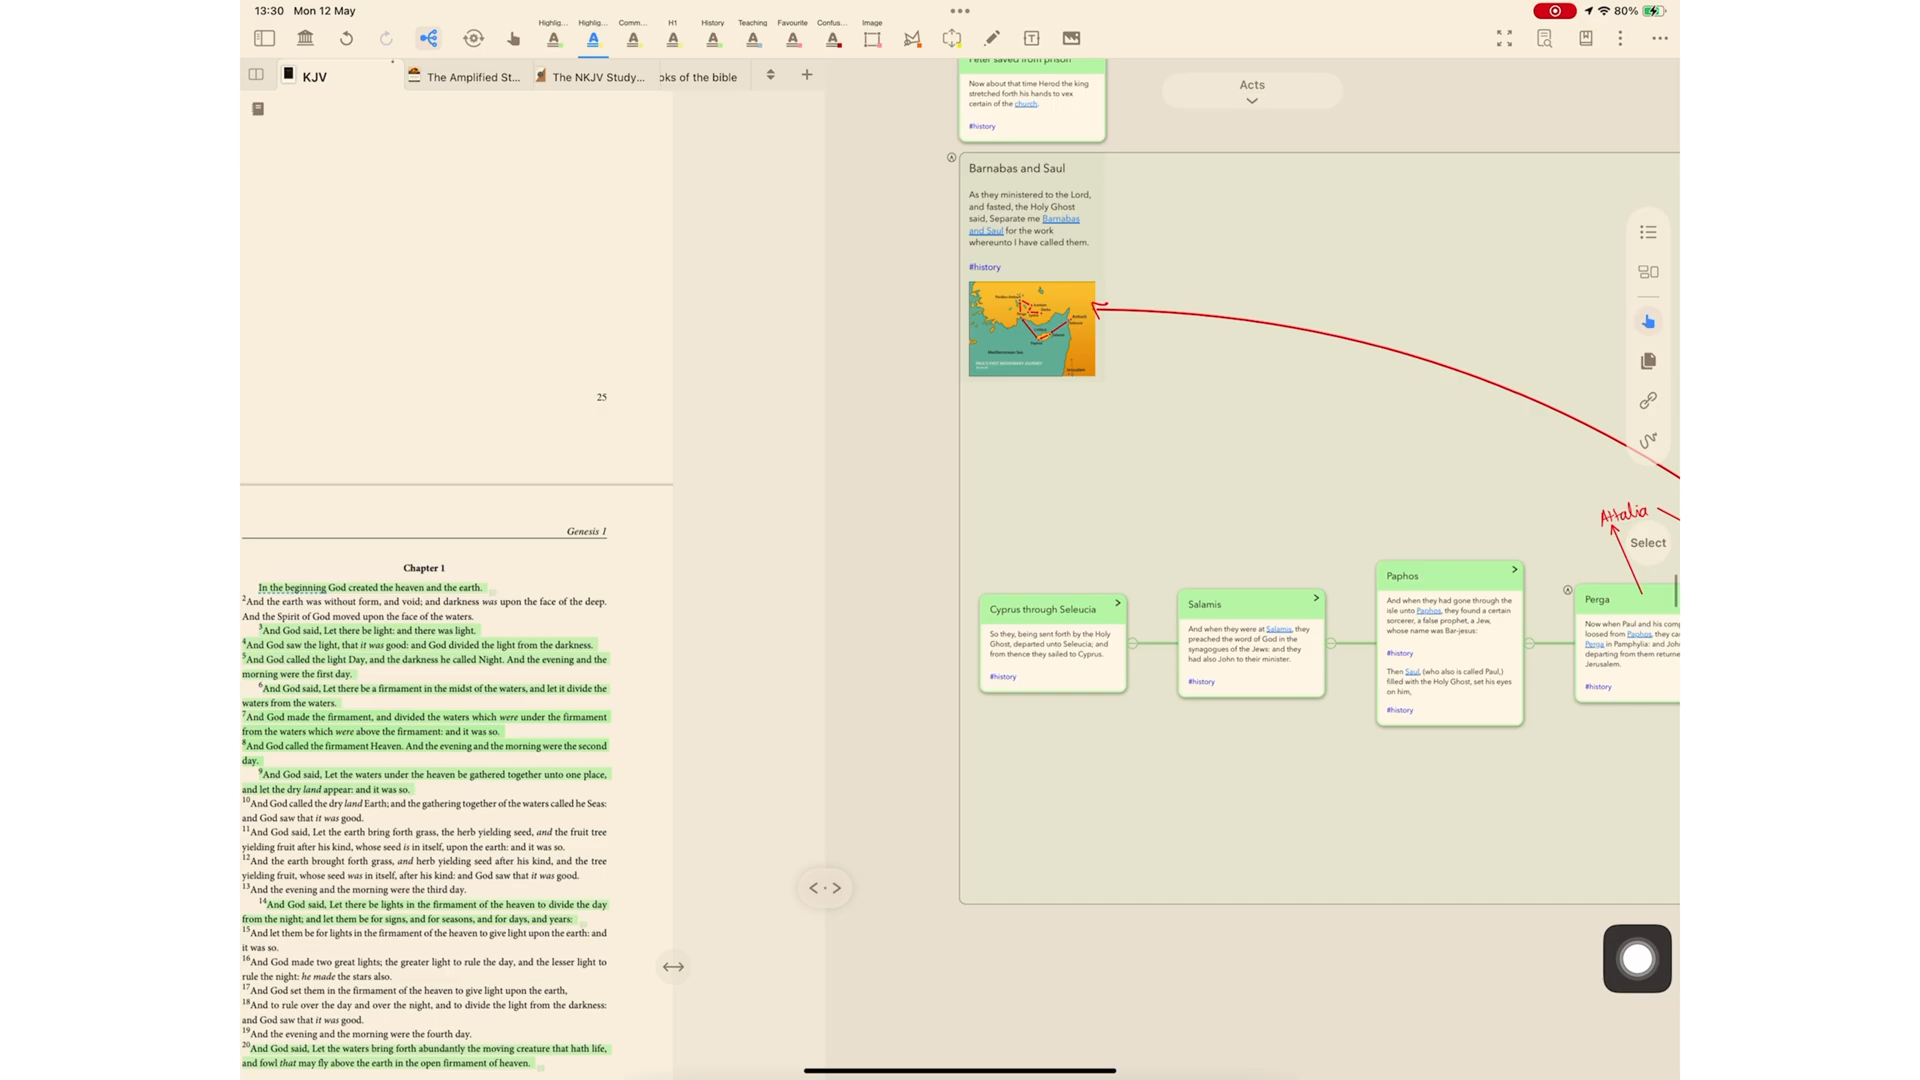 13:30 Mon 12 May
80%
Highlig...
Highlig...
Comm...
H1
History
Teaching
Favourite
Confus...
Image
KJV
The Amplified St...
The NKJV Study...
oks of the bible
25
Genesis 1
Chapter 1
In the beginning God created the heaven and the earth.
2And the earth was without form, and void; and darkness was upon the face of the deep.
And the Spirit of God moved upon the face of the waters.
3And God said, Let there be light: and there was light.
4And God saw the light, that it was good: and God divided the light from the darkness.
5And God called the light Day, and the darkness he called Night. And the evening and the
morning were the first day.
6And God said, Let there be a firmament in the midst of the waters, and let it divide the
waters from the waters.
7And God made the firmament, and divided the waters which were under the firmament
from the waters which were above the firmament: and it was so.
8And God called the firmament Heaven. And the evening and the morning were the second
day.
9And God said, Let the waters under the heaven be gathered together unto one place,
and let the dry land appear: and it was so.
10And God called the dry land Earth; and the gathering together of the waters called he Seas:
and God saw that it was good.
11And God said, Let the earth bring forth grass, the herb yielding seed, and the fruit tree
yielding fruit after his kind, whose seed is in itself, upon the earth: and it was so.
12And the earth brought forth grass, and herb yielding seed after his kind, and the tree
yielding fruit, whose seed was in itself, after his kind: and God saw that it was good.
13And the evening and the morning were the third day.
14And God said, Let there be lights in the firmament of the heaven to divide the day
from the night; and let them be for signs, and for seasons, and for days, and years:
15And let them be for lights in the firmament of the heaven to give light upon the earth: and
it was so.
16And God made two great lights; the greater light to rule the day, and the lesser light to
rule the night: he made the stars also.
17And God set them in the firmament of the heaven to give light upon the earth,
18And to rule over the day and over the night, and to divide the light from the darkness:
and God saw that it was good.
19And the evening and the morning were the fourth day.
20And God said, Let the waters bring forth abundantly the moving creature that hath life,
and fowl that may fly above the earth in the open firmament of heaven.
Acts
Peter saved from prison
Now about that time Herod the king
stretched forth his hands to vex
certain of the church.
#history
Barnabas and Saul
As they ministered to the Lord,
and fasted, the Holy Ghost
said, Separate me Barnabas
and Saul for the work
whereunto I have called them.
#history
Mediterranean Sea
Jerusalem
Attalia
Select
Cyprus through Seleucia
So they, being sent forth by the Holy
Ghost, departed unto Seleucia; and
from thence they sailed to Cyprus.
#history
Salamis
And when they were at Salamis, they
preached the word of God in the
synagogues of the Jews: and they
had also John to their minister.
#history
Paphos
And when they had gone through the
isle unto Paphos, they found a certain
sorcerer, a false prophet, a Jew,
whose name was Bar-jesus:
#history
Then Saul, (who also is called Paul,)
filled with the Holy Ghost, set his eyes
on him,
#history
Perga
Now when Paul and his comp
loosed from Paphos, they ca
Perga in Pamphylia: and Joh
departing from them returne
Jerusalem.
#history